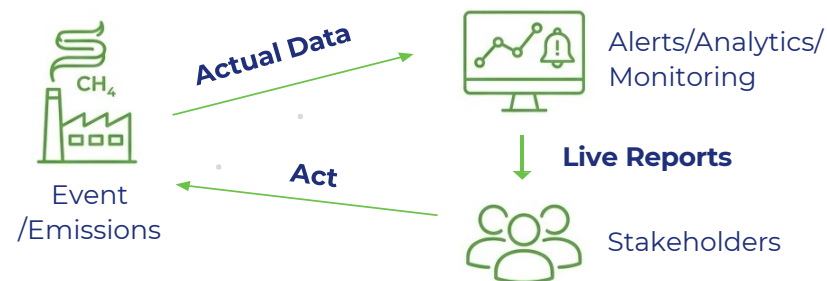 Actual Data
CH₄
Alerts/Analytics/
Monitoring
Live Reports
Act
Event
/Emissions
Stakeholders